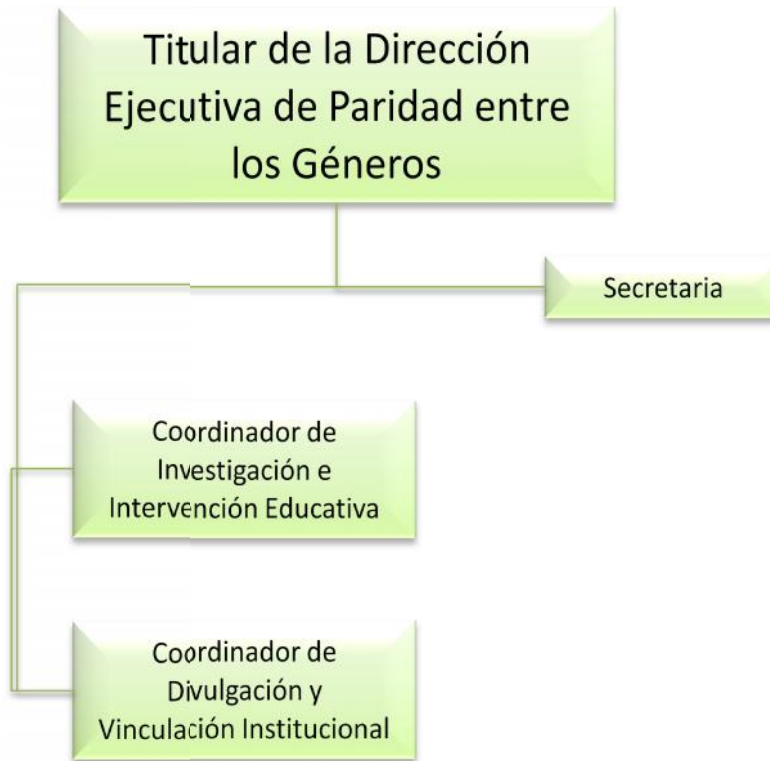 Titular de la Dirección
Ejecutiva de Paridad entre
los Géneros
Secretaria
Coordinador de
Investigación e
Intervención Educativa
Coordinador de
Divulgación y
Vinculación Institucional